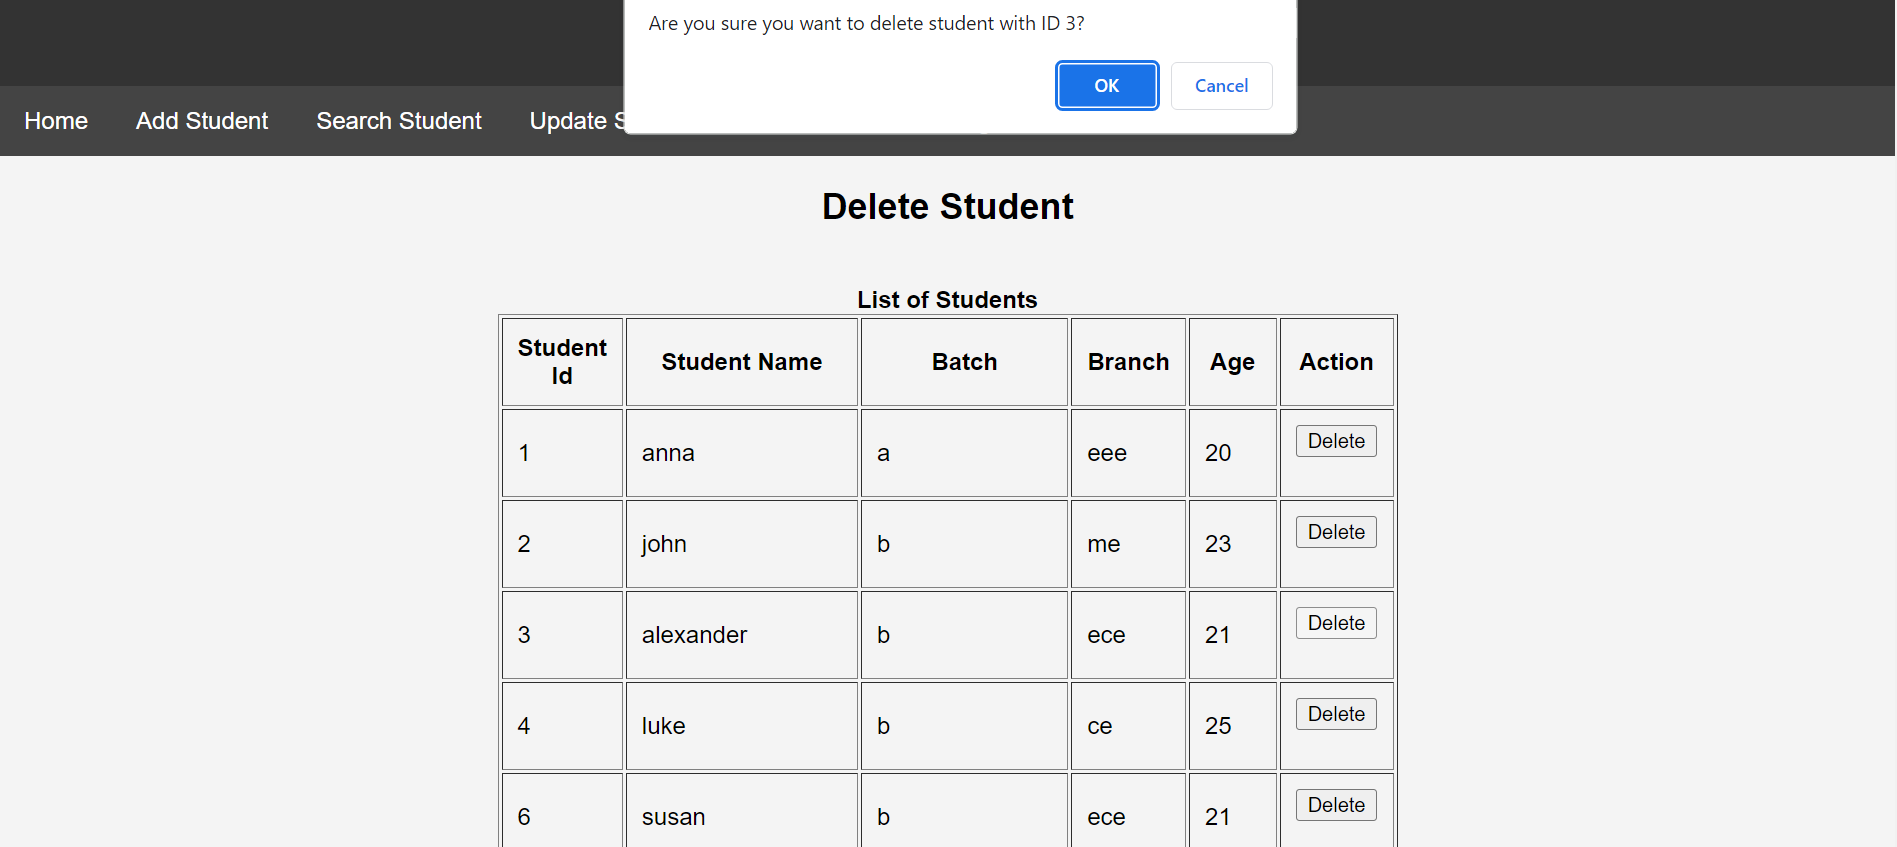 Are you sure you want to delete student with ID 3?
OK Cancel
Home Add Student Search Student Update
Delete Student
List of Students
Student Id Student Name Batch Branch Age Action
1 anna a eee 20 Delete
2 john b me 23 Delete
3 alexander b ece 21 Delete
4 luke b ce 25 Delete
6 susan b ece 21 Delete